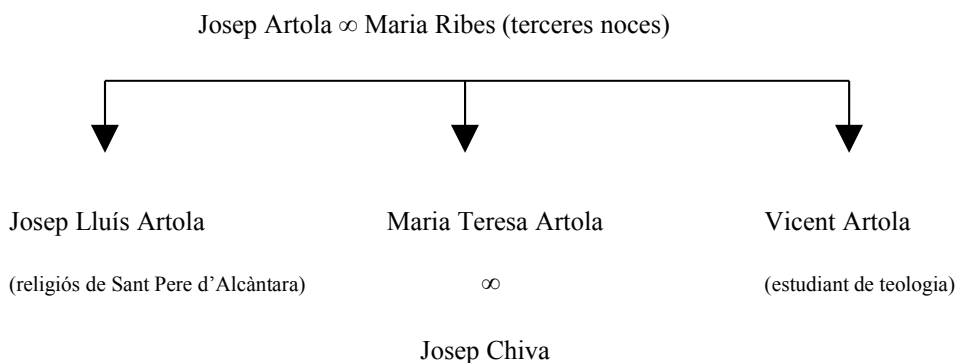 Josep Artola ∞ Maria Ribes (terceres noces)
Josep Lluís Artola Maria Teresa Artola Vicent Artola
(religiós de Sant Pere d’Alcàntara) ∞ (estudiant de teologia)
Josep Chiva